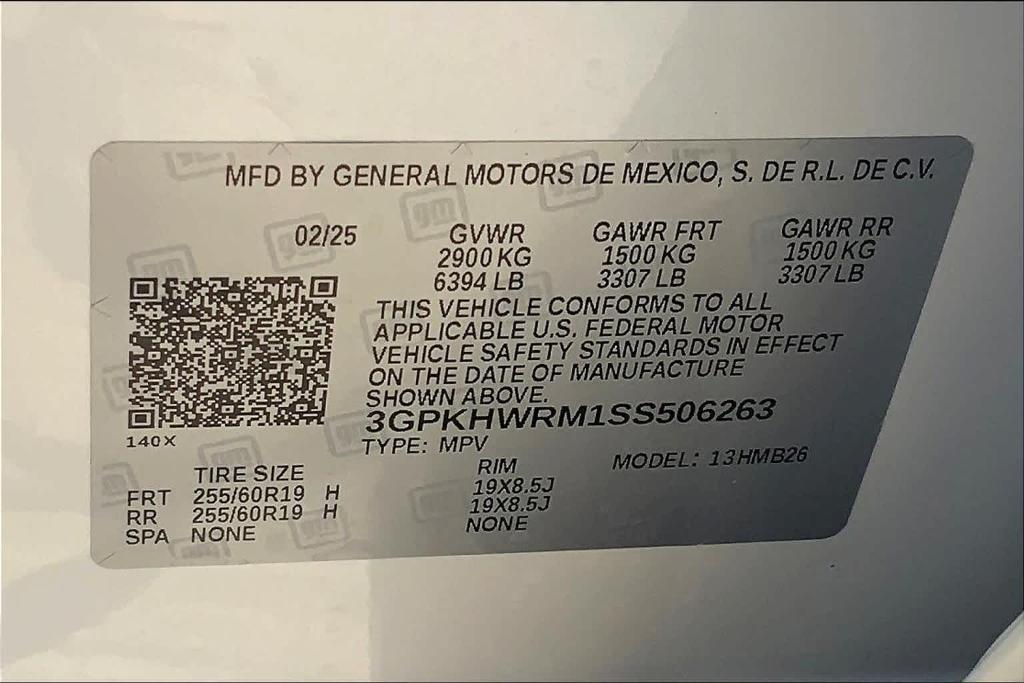 MFD BY GENERAL MOTORS DE MEXICO, S. DE R.L. DE C.V.
02/25 GVWR GAWR FRT GAWR RR
2900 KG 1500 KG 1500 KG
6394 LB 3307 LB 3307 LB
THIS VEHICLE CONFORMS TO ALL
APPLICABLE U.S. FEDERAL MOTOR
VEHICLE SAFETY STANDARDS IN EFFECT
ON THE DATE OF MANUFACTURE
SHOWN ABOVE.
3GPKHWRM1SS506263
140X
TYPE: MPV MODEL: 13HMB26
TIRE SIZE RIM
FRT 255/60R19 H 19X8.5J
RR 255/60R19 H 19X8.5J
SPA NONE NONE
gm